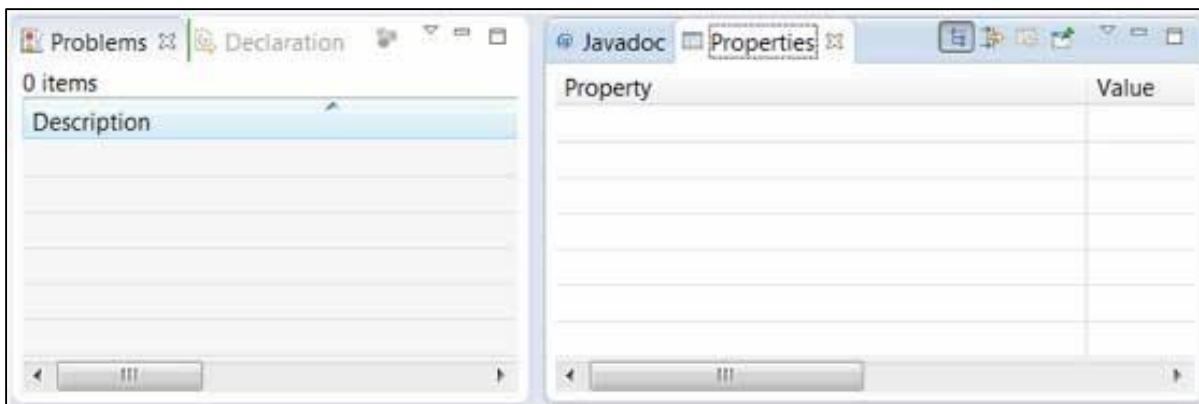 Problems Declaration
0 items
Description
Javadoc Properties
Property Value